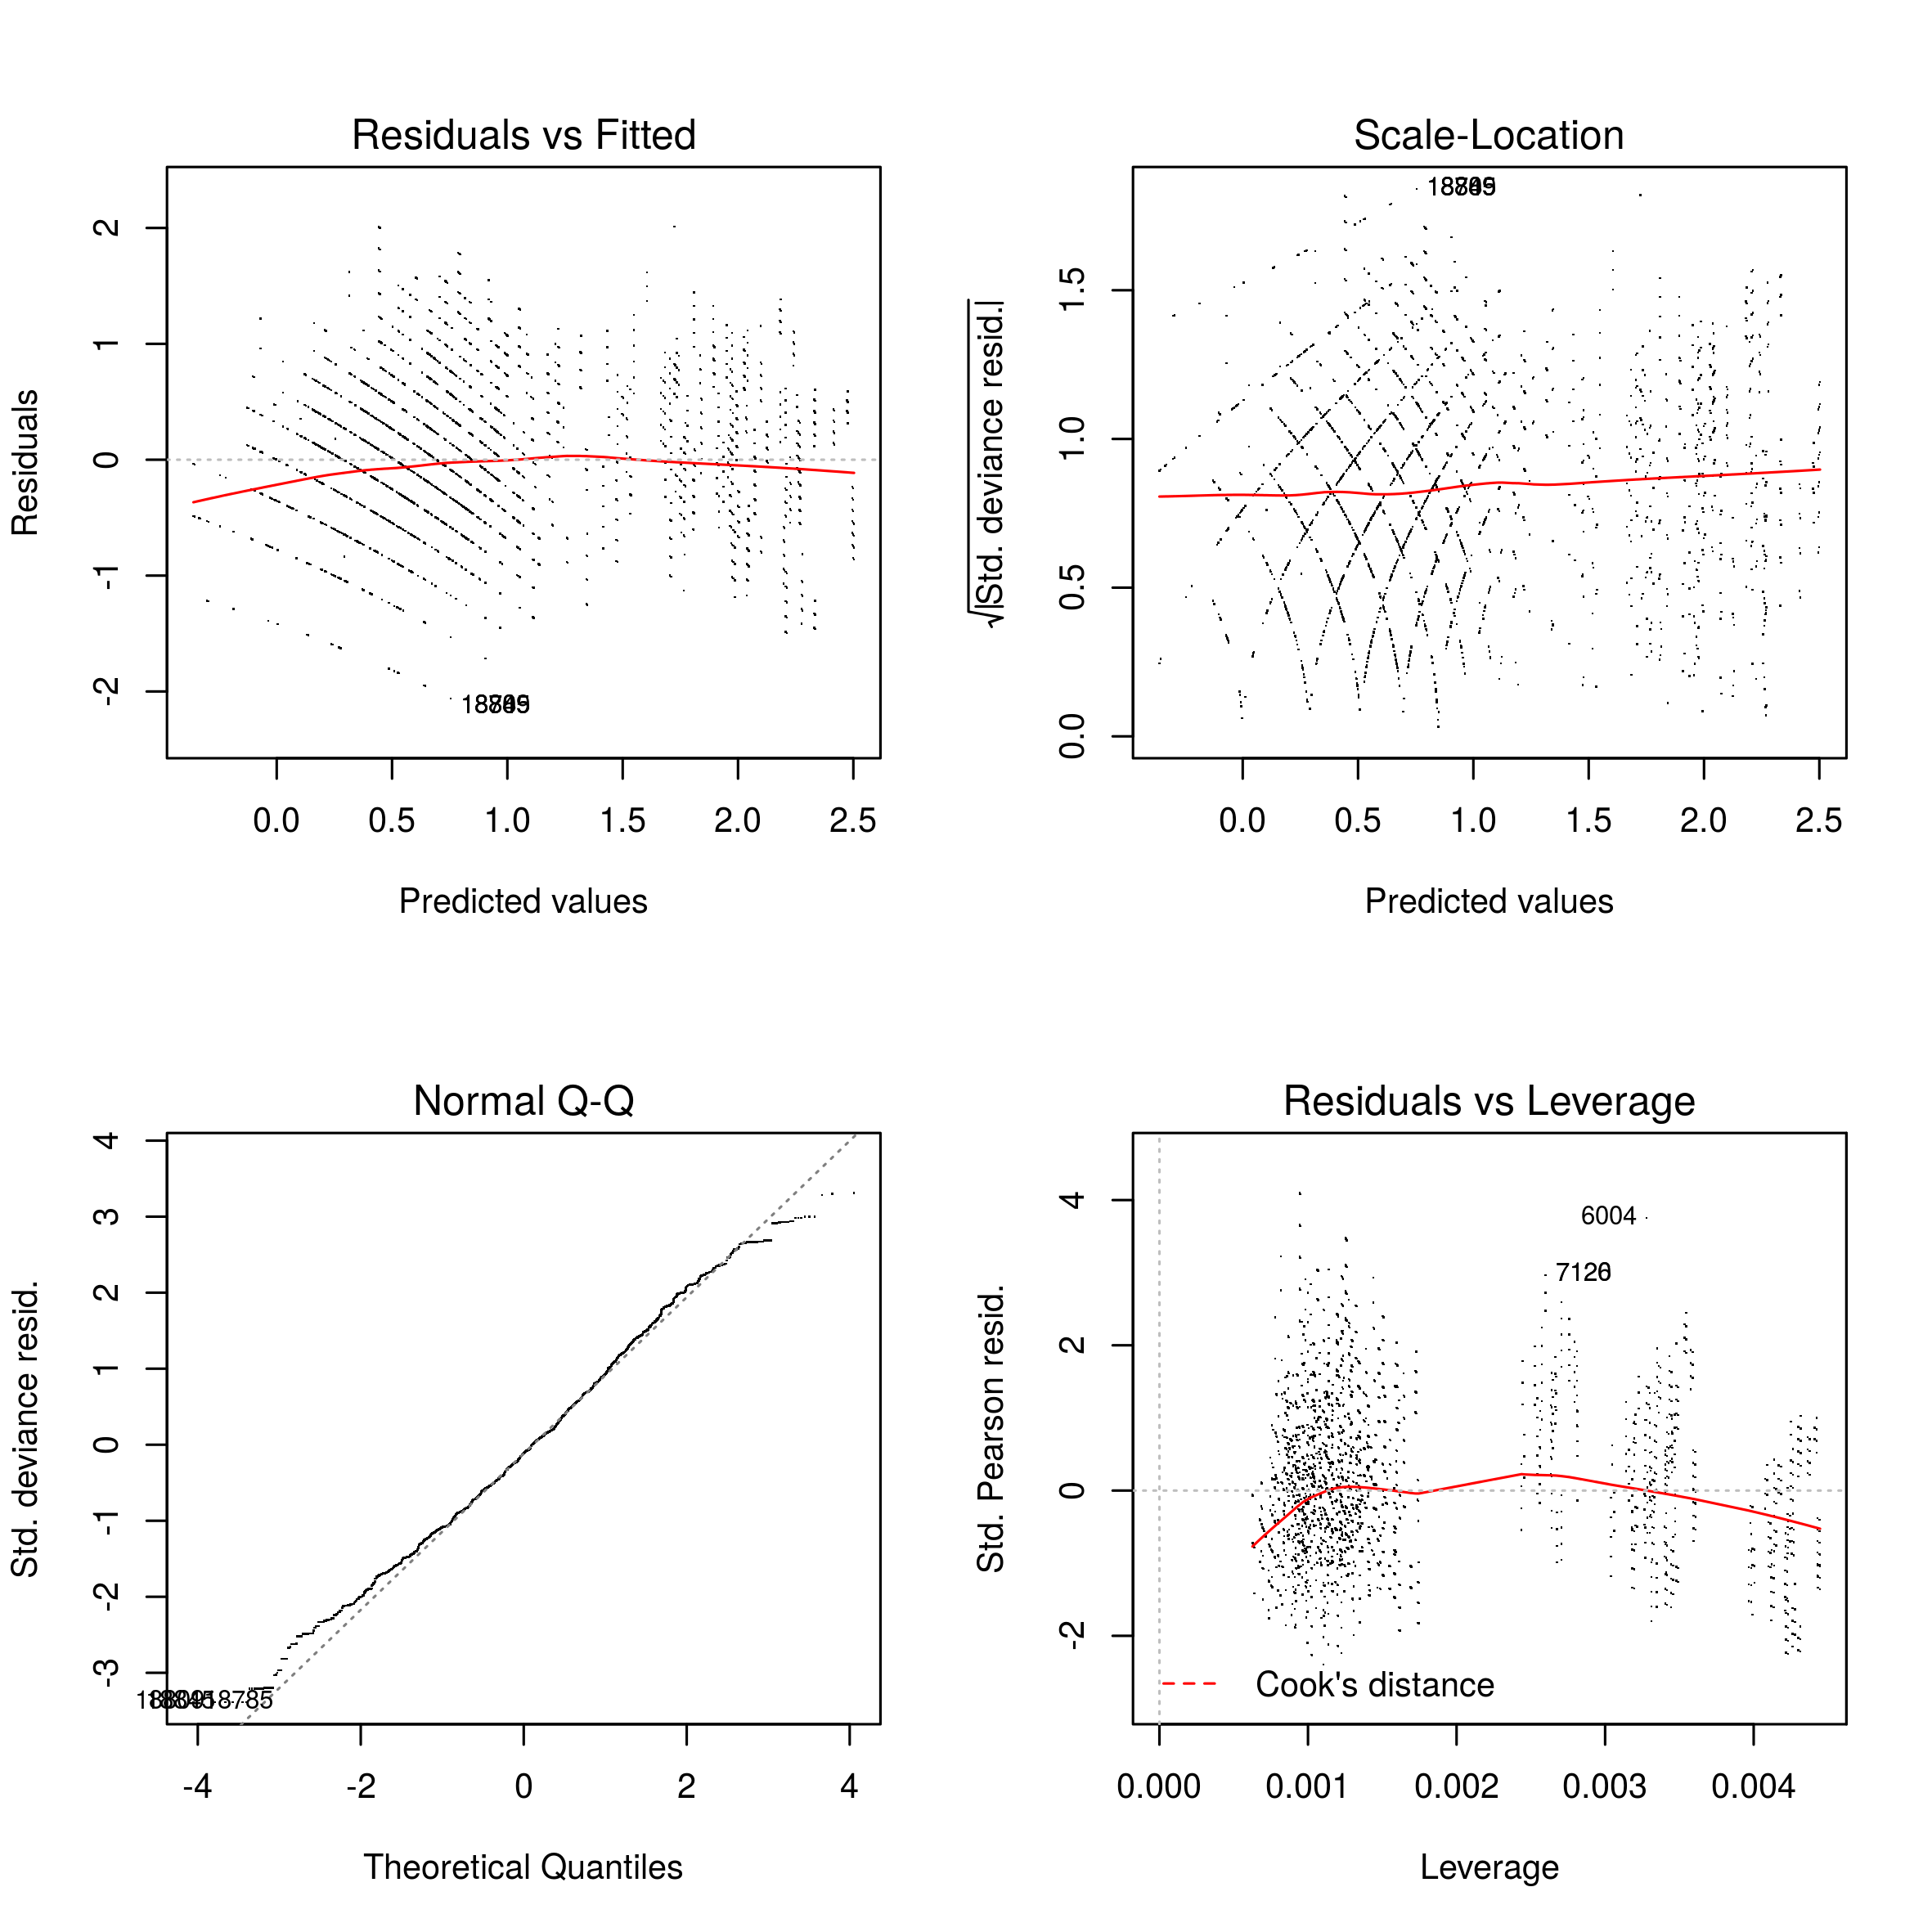 Residuals vs Fitted
Residuals
2
1
0
-1
-2
0.0 0.5 1.0 1.5 2.0 2.5
Predicted values
Scale-Location
√|Std. deviance resid.|
1.5
1.0
0.5
0.0
0.0 0.5 1.0 1.5 2.0 2.5
Predicted values
Normal Q-Q
Std. deviance resid.
4
3
2
1
0
-1
-2
-3
18785
-4 -2 0 2 4
Theoretical Quantiles
Residuals vs Leverage
Std. Pearson resid.
4
2
0
-2
6004
Cook's distance
0.000 0.001 0.002 0.003 0.004
Leverage